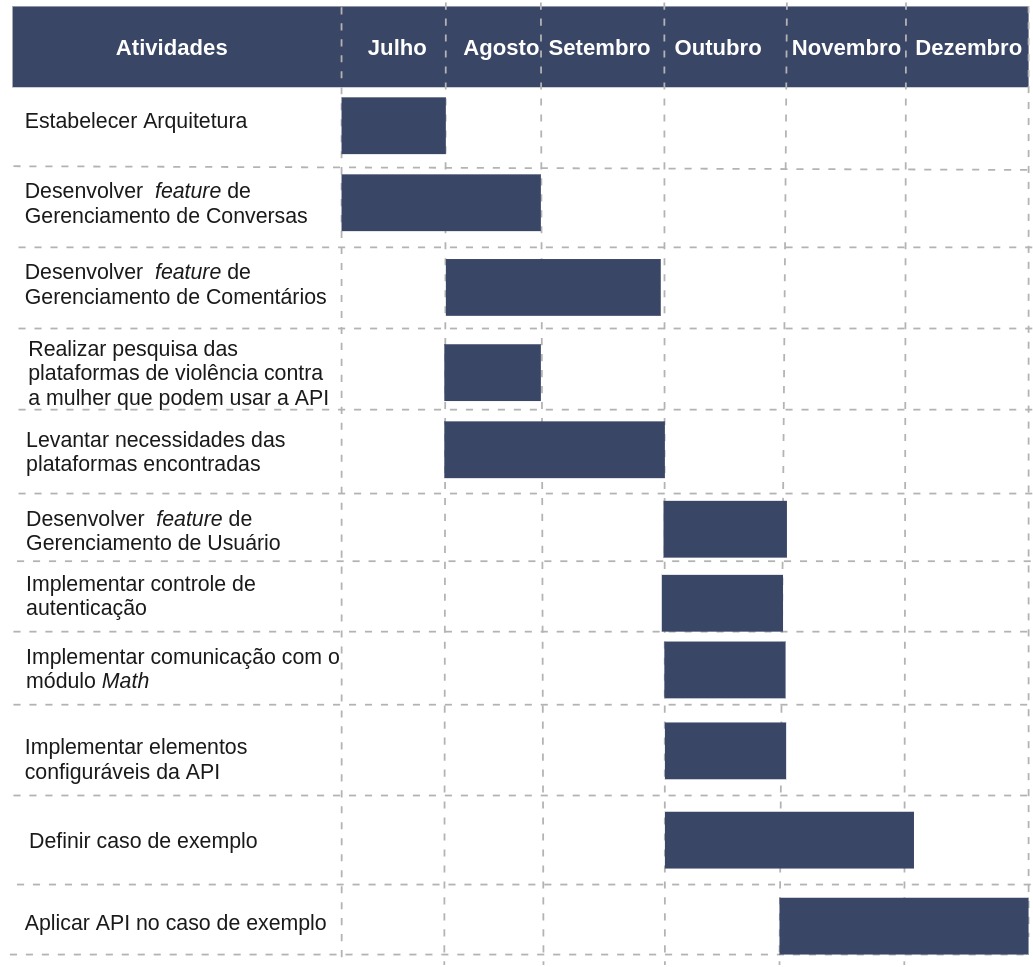 Atividades Julho Agosto Setembro Outubro Novembro Dezembro
Estabelecer Arquitetura
Desenvolver feature de
Gerenciamento de Conversas
Desenvolver feature de
Gerenciamento de Comentários
Realizar pesquisa das
plataformas de violência contra
a mulher que podem usar a API
Levantar necessidades das
plataformas encontradas
Desenvolver feature de
Gerenciamento de Usuário
Implementar controle de
autenticação
Implementar comunicação com o
módulo Math
Implementar elementos
configuráveis da API
Definir caso de exemplo
Aplicar API no caso de exemplo